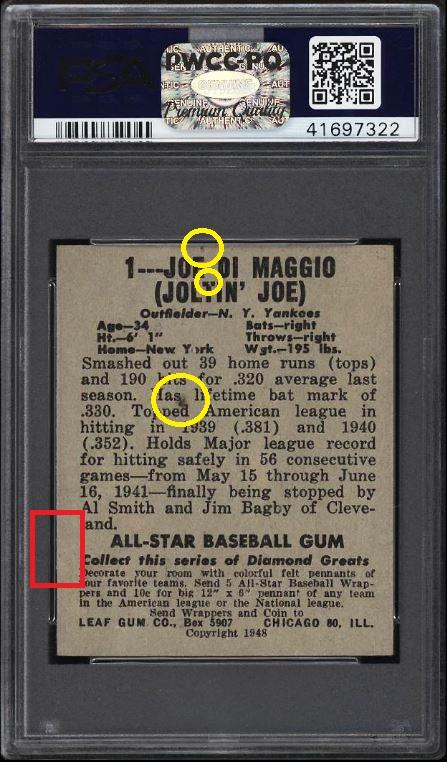 PSA
PWCC-PQ
AUTHENTIC
GENUINE
Premium Quality
41697322
1---JOE DI MAGGIO
(JOLTIN' JOE)
Outfielder—N. Y. Yankees
Age—34 Bats—right
Ht.—6' 1" Throws—right
Home—New York Wgt.—195 lbs.
Smashed out 39 home runs (tops)
and 190 hits for .320 average last
season. Has lifetime bat mark of
.330. Topped American league in
hitting in 1939 (.381) and 1940
(.352). Holds Major league record
for hitting safely in 56 consecutive
games—from May 15 through June
16, 1941—finally being stopped by
Al Smith and Jim Bagby of Cleve-
land.
ALL-STAR BASEBALL GUM
Collect this series of Diamond Greats
Decorate your room with colorful felt pennants of
your favorite teams. Send 5 All-Star Baseball Wrap-
pers and 10c for big 12" x 6" pennant of any team
in the American league or the National league.
Send Wrappers and Coin to
LEAF GUM CO., Box 5907 CHICAGO 80, ILL.
Copyright 1948